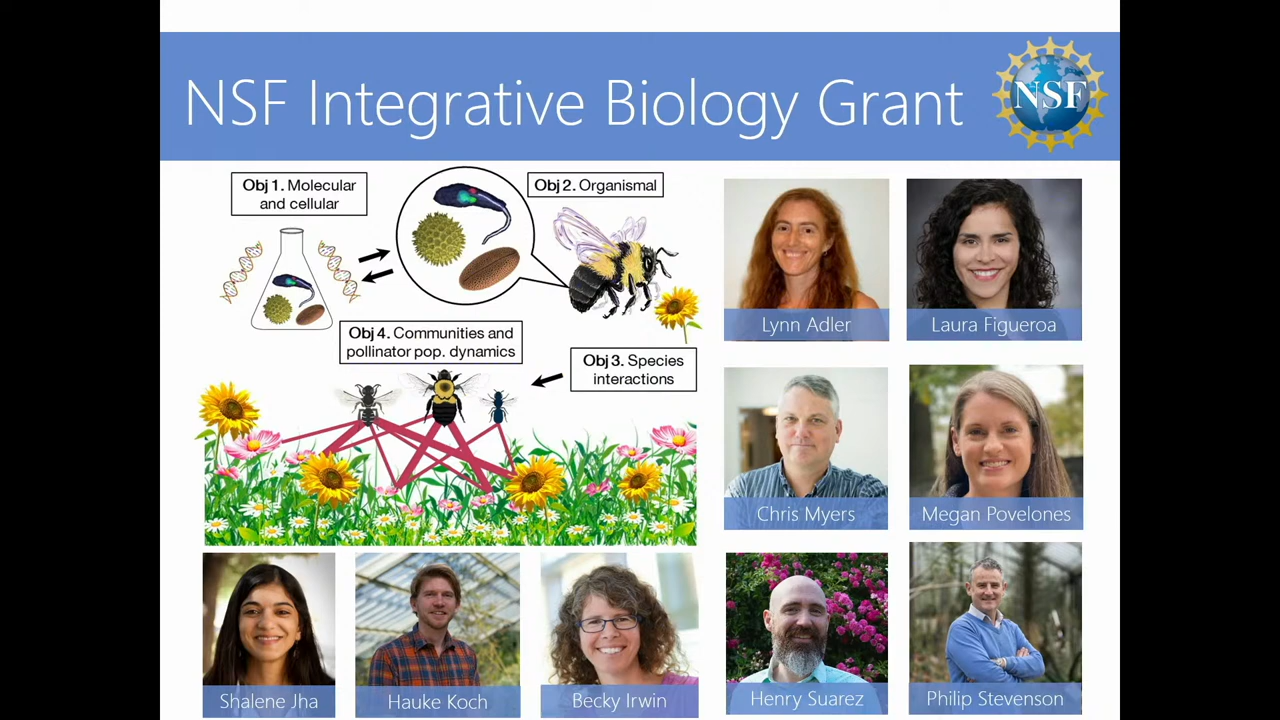 NSF Integrative Biology Grant
NSF
Obj 1. Molecular
and cellular
Obj 2. Organismal
Obj 4. Communities and
pollinator pop. dynamics
Obj 3. Species
interactions
Lynn Adler
Laura Figueroa
Chris Myers
Megan Povelones
Shalene Jha
Hauke Koch
Becky Irwin
Henry Suarez
Philip Stevenson